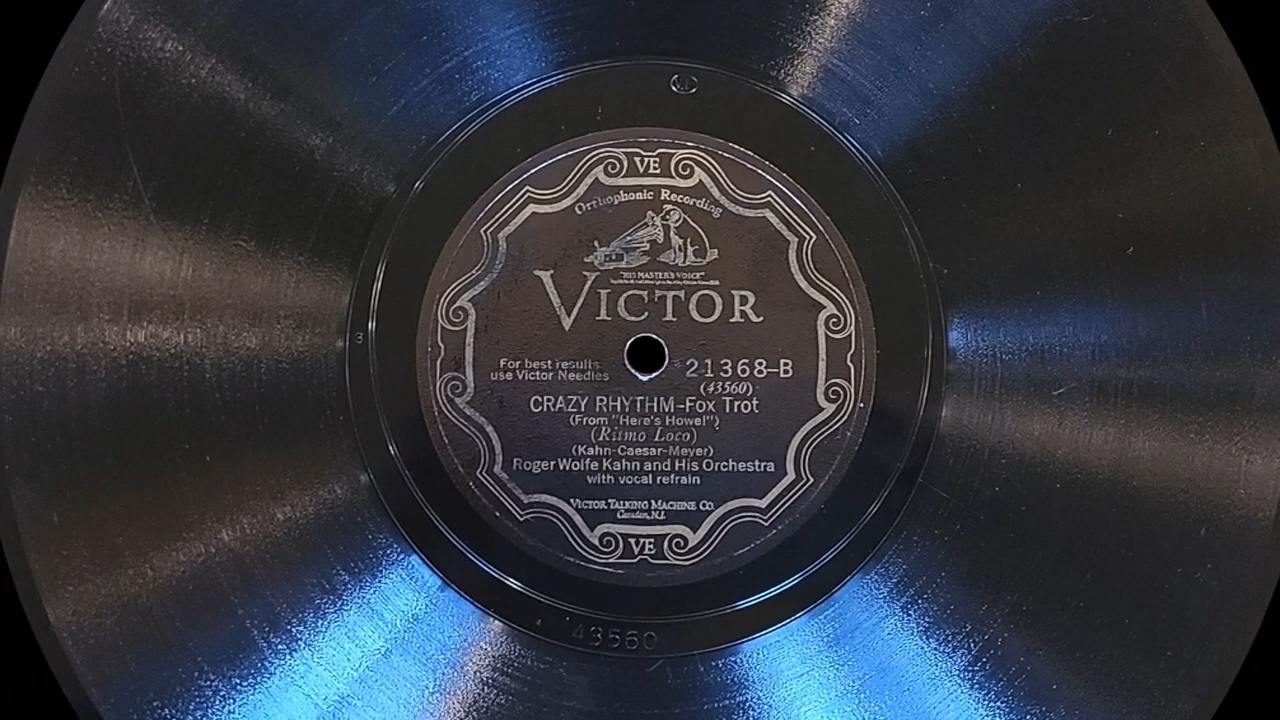 VE
Orthophonic Recording
"HIS MASTER'S VOICE"
VICTOR
For best results
use Victor Needles
21368-B
(43560)
CRAZY RHYTHM-Fox Trot
(From "Here's Howe!")
(Ritmo Loco)
(Kahn-Caesar-Meyer)
Roger Wolfe Kahn and His Orchestra
with vocal refrain
VICTOR TALKING MACHINE CO.
Camden, N.J.
VE
3
43560